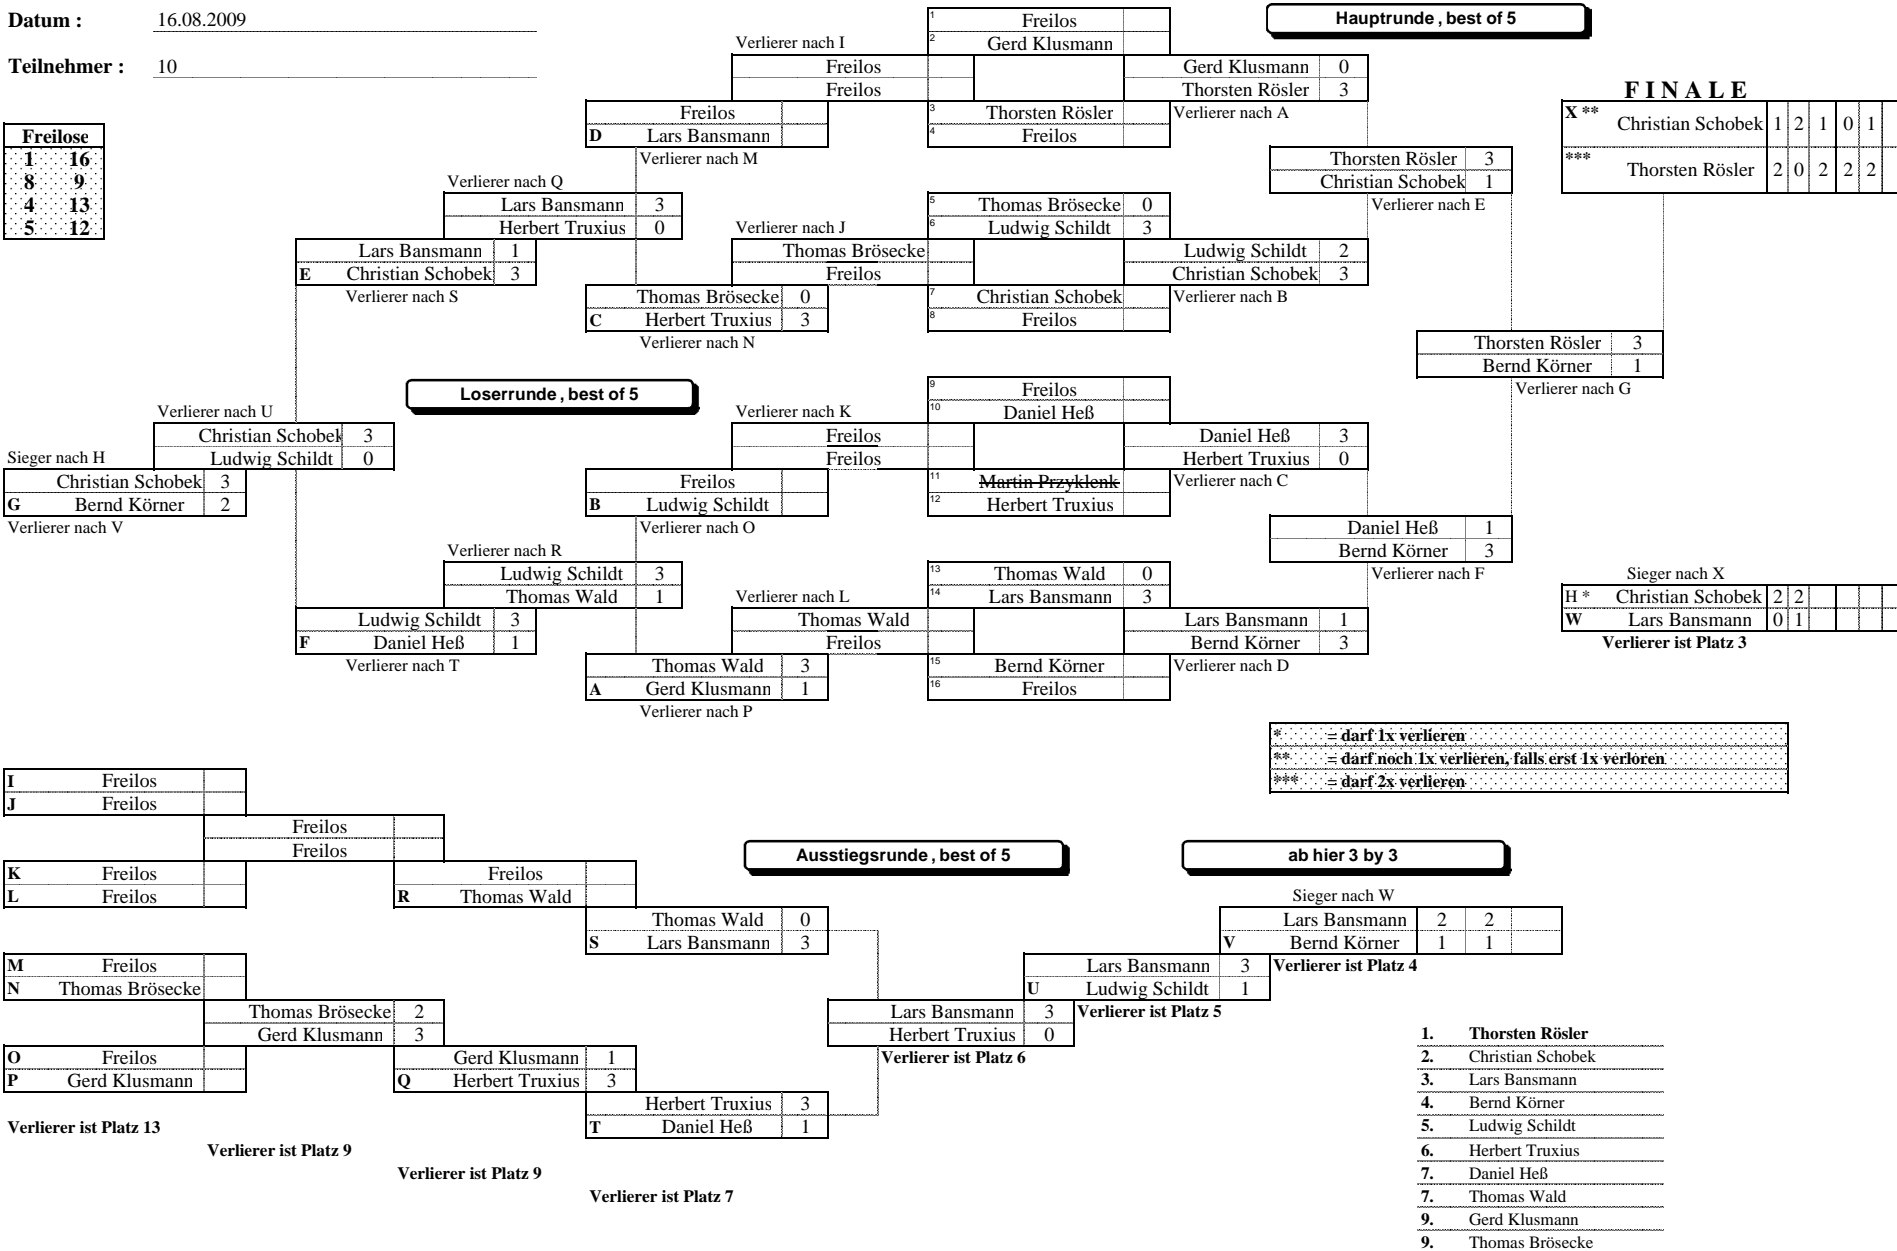 Datum : 16.08.2009
Teilnehmer : 10
Freilose
1 16
8 9
4 13
5 12
Hauptrunde , best of 5
1 Freilos
2 Gerd Klusmann
Verlierer nach I
Freilos
Freilos
Gerd Klusmann 0
Thorsten Rösler 3
Verlierer nach A
Freilos
D Lars Bansmann
Verlierer nach M
3 Thorsten Rösler
4 Freilos
FINALE
X ** Christian Schobek 1 2 1 0 1
*** Thorsten Rösler 2 0 2 2 2
Thorsten Rösler 3
Christian Schobek 1
Verlierer nach E
Verlierer nach Q
Lars Bansmann 3
Herbert Truxius 0
5 Thomas Brösecke 0
6 Ludwig Schildt 3
Verlierer nach J
Thomas Brösecke
Freilos
Ludwig Schildt 2
Christian Schobek 3
Verlierer nach B
Lars Bansmann 1
E Christian Schobek 3
Verlierer nach S
Thomas Brösecke 0
C Herbert Truxius 3
Verlierer nach N
7 Christian Schobek
8 Freilos
Thorsten Rösler 3
Bernd Körner 1
Verlierer nach G
Loserrunde , best of 5
9 Freilos
10 Daniel Heß
Verlierer nach U
Christian Schobek 3
Ludwig Schildt 0
Verlierer nach K
Freilos
Freilos
Daniel Heß 3
Herbert Truxius 0
Verlierer nach C
Sieger nach H
Christian Schobek 3
G Bernd Körner 2
Verlierer nach V
Freilos
B Ludwig Schildt
Verlierer nach O
11 Martin Przyklenk
12 Herbert Truxius
Daniel Heß 1
Bernd Körner 3
Verlierer nach F
Verlierer nach R
Ludwig Schildt 3
Thomas Wald 1
13 Thomas Wald 0
14 Lars Bansmann 3
Verlierer nach L
Thomas Wald
Freilos
Lars Bansmann 1
Bernd Körner 3
Verlierer nach D
Ludwig Schildt 3
F Daniel Heß 1
Verlierer nach T
Thomas Wald 3
A Gerd Klusmann 1
Verlierer nach P
15 Bernd Körner
16 Freilos
Sieger nach X
H * Christian Schobek 2 2
W Lars Bansmann 0 1
Verlierer ist Platz 3
* = darf 1x verlieren
** = darf noch 1x verlieren, falls erst 1x verloren
*** = darf 2x verlieren
I Freilos
J Freilos
Freilos
Freilos
K Freilos
L Freilos
Freilos
R Thomas Wald
Ausstiegsrunde , best of 5
ab hier 3 by 3
Thomas Wald 0
S Lars Bansmann 3
Sieger nach W
Lars Bansmann 2 2
V Bernd Körner 1 1
Verlierer ist Platz 4
M Freilos
N Thomas Brösecke
Lars Bansmann 3
U Ludwig Schildt 1
Verlierer ist Platz 5
Thomas Brösecke 2
Gerd Klusmann 3
Lars Bansmann 3
Herbert Truxius 0
Verlierer ist Platz 6
O Freilos
P Gerd Klusmann
Gerd Klusmann 1
Q Herbert Truxius 3
Herbert Truxius 3
T Daniel Heß 1
Verlierer ist Platz 13
Verlierer ist Platz 9
Verlierer ist Platz 9
Verlierer ist Platz 7
1. Thorsten Rösler
2. Christian Schobek
3. Lars Bansmann
4. Bernd Körner
5. Ludwig Schildt
6. Herbert Truxius
7. Daniel Heß
7. Thomas Wald
9. Gerd Klusmann
9. Thomas Brösecke